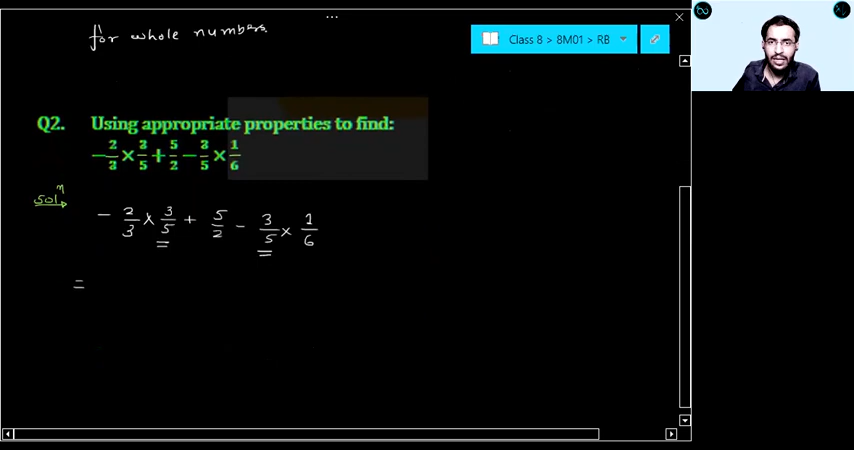 for whole numbers.
Class 8 > 8M01 > RB
Q2. Using appropriate properties to find:
-2/3 × 3/5 + 5/2 - 3/5 × 1/6
Solⁿ
- 2/3 × 3/5 + 5/2 - 3/5 × 1/6
=